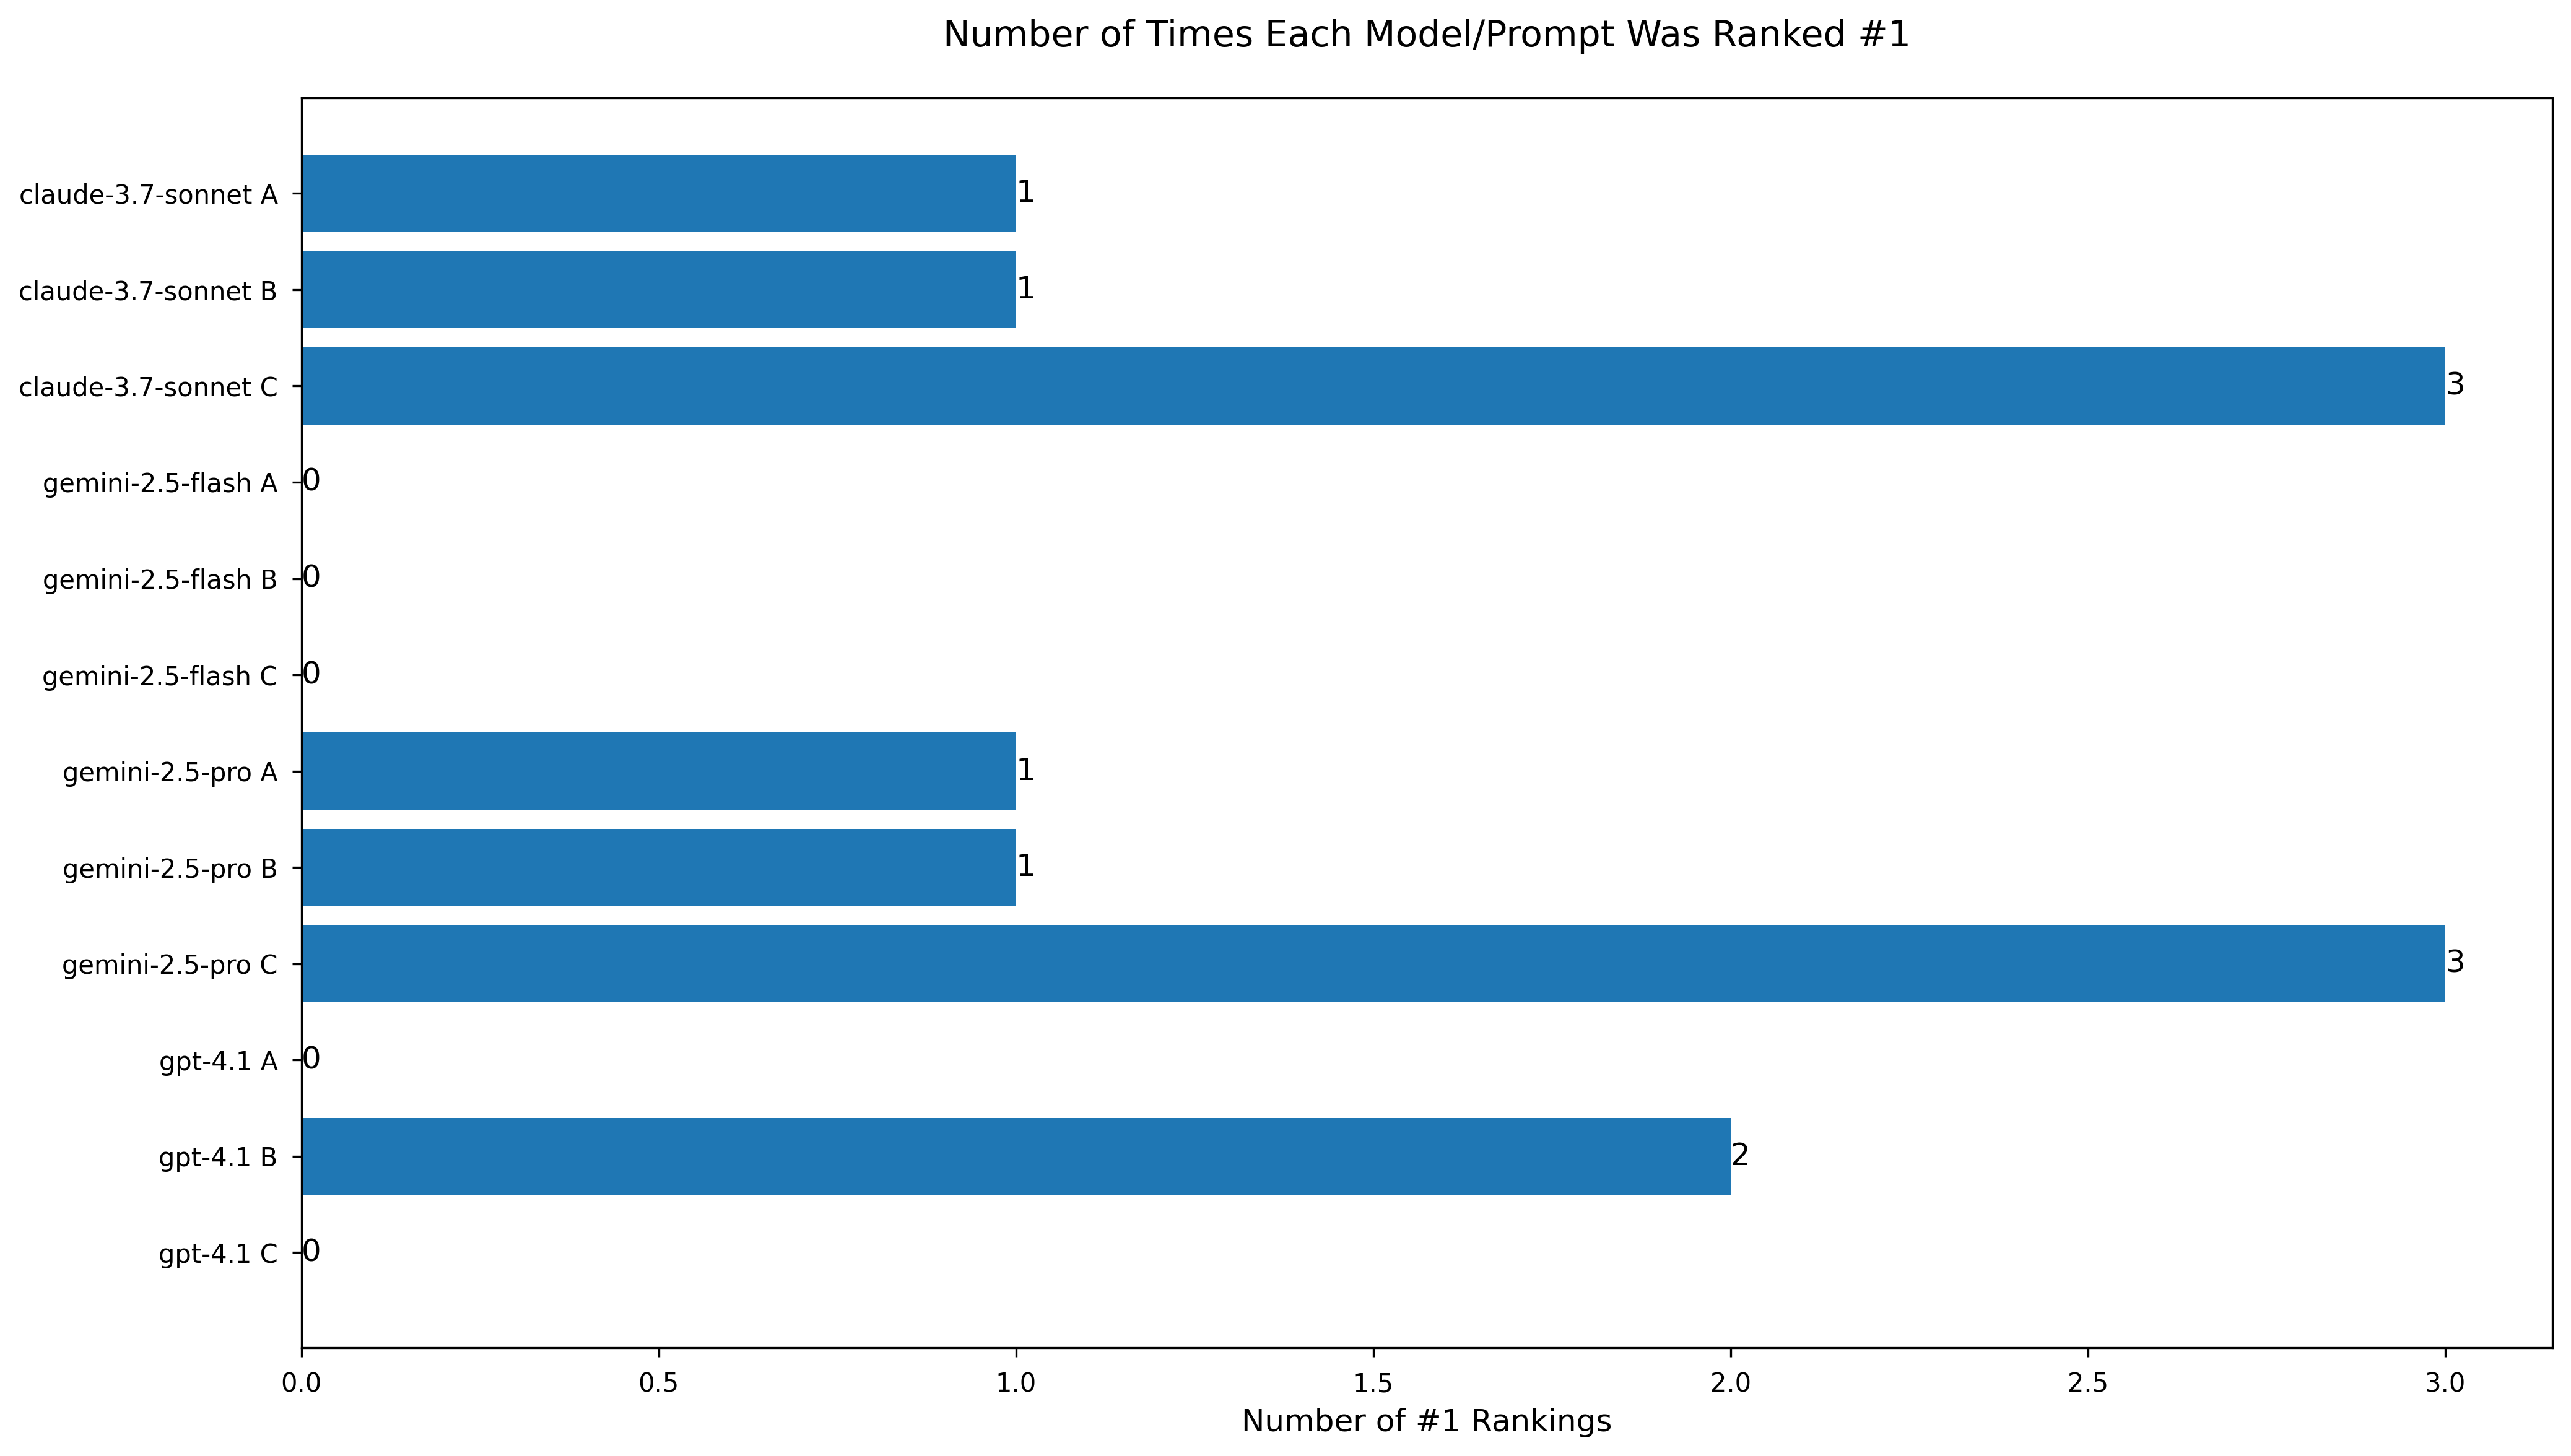 Number of Times Each Model/Prompt Was Ranked #1
claude-3.7-sonnet A 1
claude-3.7-sonnet B 1
claude-3.7-sonnet C 3
gemini-2.5-flash A 0
gemini-2.5-flash B 0
gemini-2.5-flash C 0
gemini-2.5-pro A 1
gemini-2.5-pro B 1
gemini-2.5-pro C 3
gpt-4.1 A 0
gpt-4.1 B 2
gpt-4.1 C 0
0.0 0.5 1.0 1.5 2.0 2.5 3.0
Number of #1 Rankings